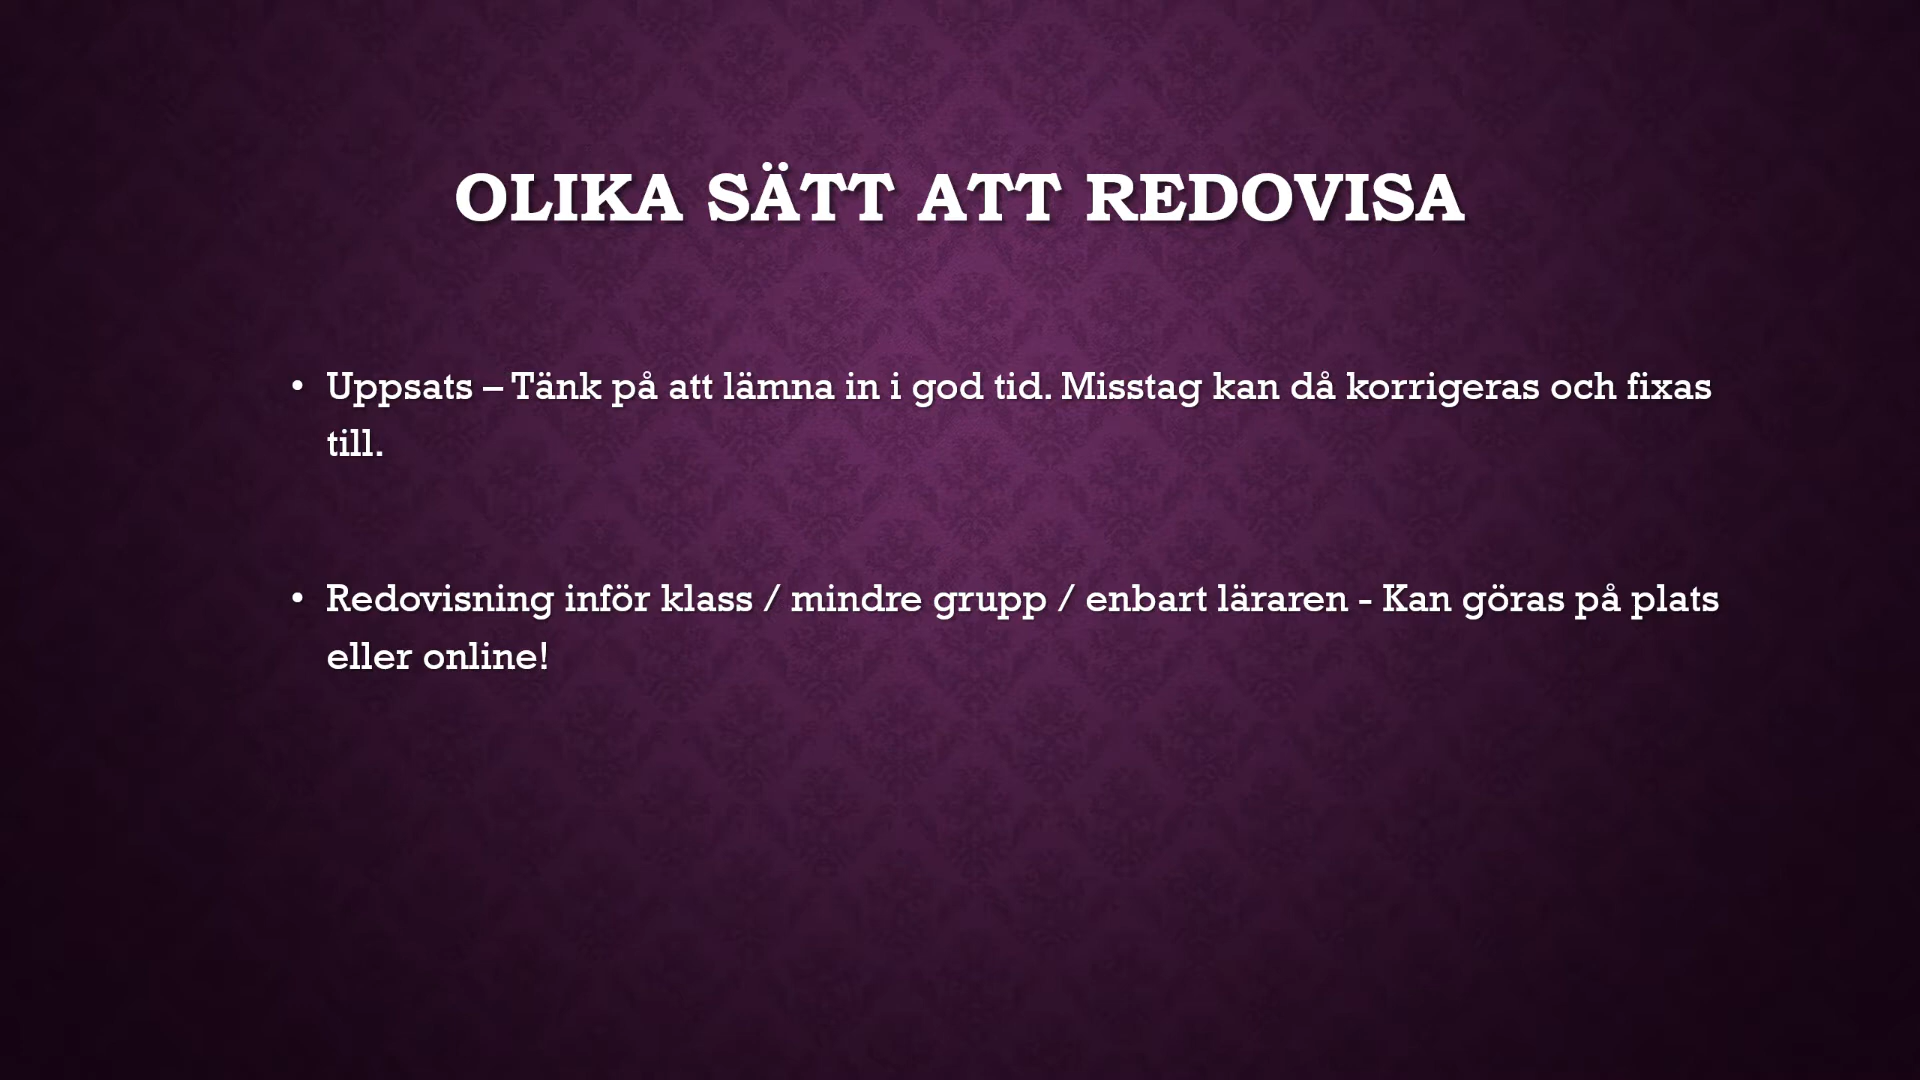 OLIKA SÄTT ATT REDOVISA
• Uppsats – Tänk på att lämna in i god tid. Misstag kan då korrigeras och fixas
till.
• Redovisning inför klass / mindre grupp / enbart läraren - Kan göras på plats
eller online!